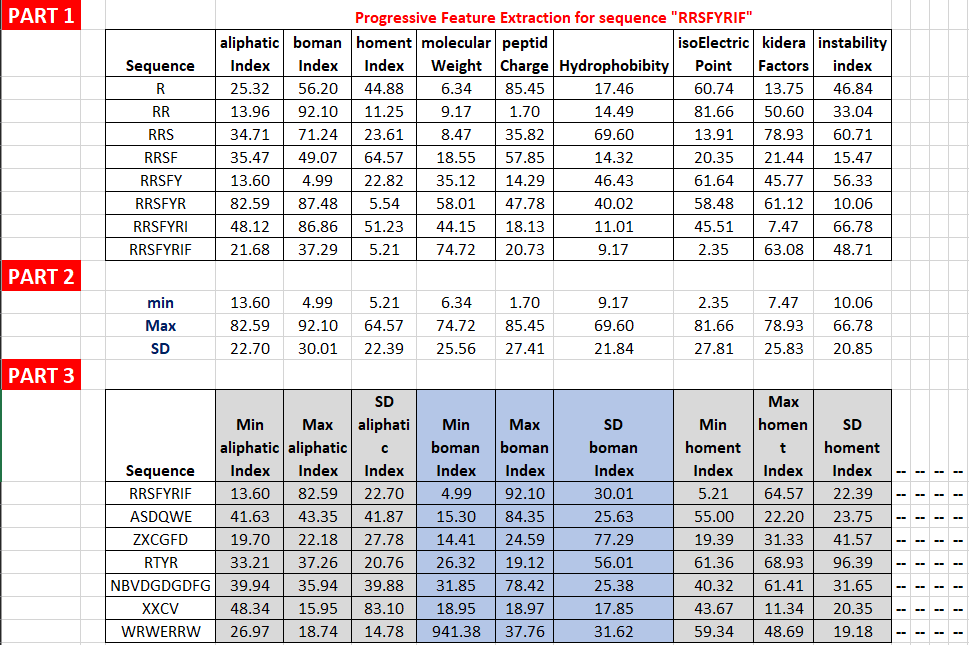 PART 1
Progressive Feature Extraction for sequence "RRSFYRIF"
Sequence aliphatic Index boman Index homent Index molecular Weight peptid Charge Hydrophobibity isoElectric Point kidera Factors instability index
R 25.32 56.20 44.88 6.34 85.45 17.46 60.74 13.75 46.84
RR 13.96 92.10 11.25 9.17 1.70 14.49 81.66 50.60 33.04
RRS 34.71 71.24 23.61 8.47 35.82 69.60 13.91 78.93 60.71
RRSF 35.47 49.07 64.57 18.55 57.85 14.32 20.35 21.44 15.47
RRSFY 13.60 4.99 22.82 35.12 14.29 46.43 61.64 45.77 56.33
RRSFYR 82.59 87.48 5.54 58.01 47.78 40.02 58.48 61.12 10.06
RRSFYRI 48.12 86.86 51.23 44.15 18.13 11.01 45.51 7.47 66.78
RRSFYRIF 21.68 37.29 5.21 74.72 20.73 9.17 2.35 63.08 48.71
PART 2
min 13.60 4.99 5.21 6.34 1.70 9.17 2.35 7.47 10.06
Max 82.59 92.10 64.57 74.72 85.45 69.60 81.66 78.93 66.78
SD 22.70 30.01 22.39 25.56 27.41 21.84 27.81 25.83 20.85
PART 3
Sequence Min aliphatic Index Max aliphatic Index SD aliphati c Index Min boman Index Max boman Index SD boman Index Min homent Index Max homen t Index SD homent Index -- -- -- --
RRSFYRIF 13.60 82.59 22.70 4.99 92.10 30.01 5.21 64.57 22.39 -- -- -- --
ASDQWE 41.63 43.35 41.87 15.30 84.35 25.63 55.00 22.20 23.75 -- -- -- --
ZXCGFD 19.70 22.18 27.78 14.41 24.59 77.29 19.39 31.33 41.57 -- -- -- --
RTYR 33.21 37.26 20.76 26.32 19.12 56.01 61.36 68.93 96.39 -- -- -- --
NBVDGDGDFG 39.94 35.94 39.88 31.85 78.42 25.38 40.32 61.41 31.65 -- -- -- --
XXCV 48.34 15.95 83.10 18.95 18.97 17.85 43.67 11.34 20.35 -- -- -- --
WRWERRW 26.97 18.74 14.78 941.38 37.76 31.62 59.34 48.69 19.18 -- -- -- --